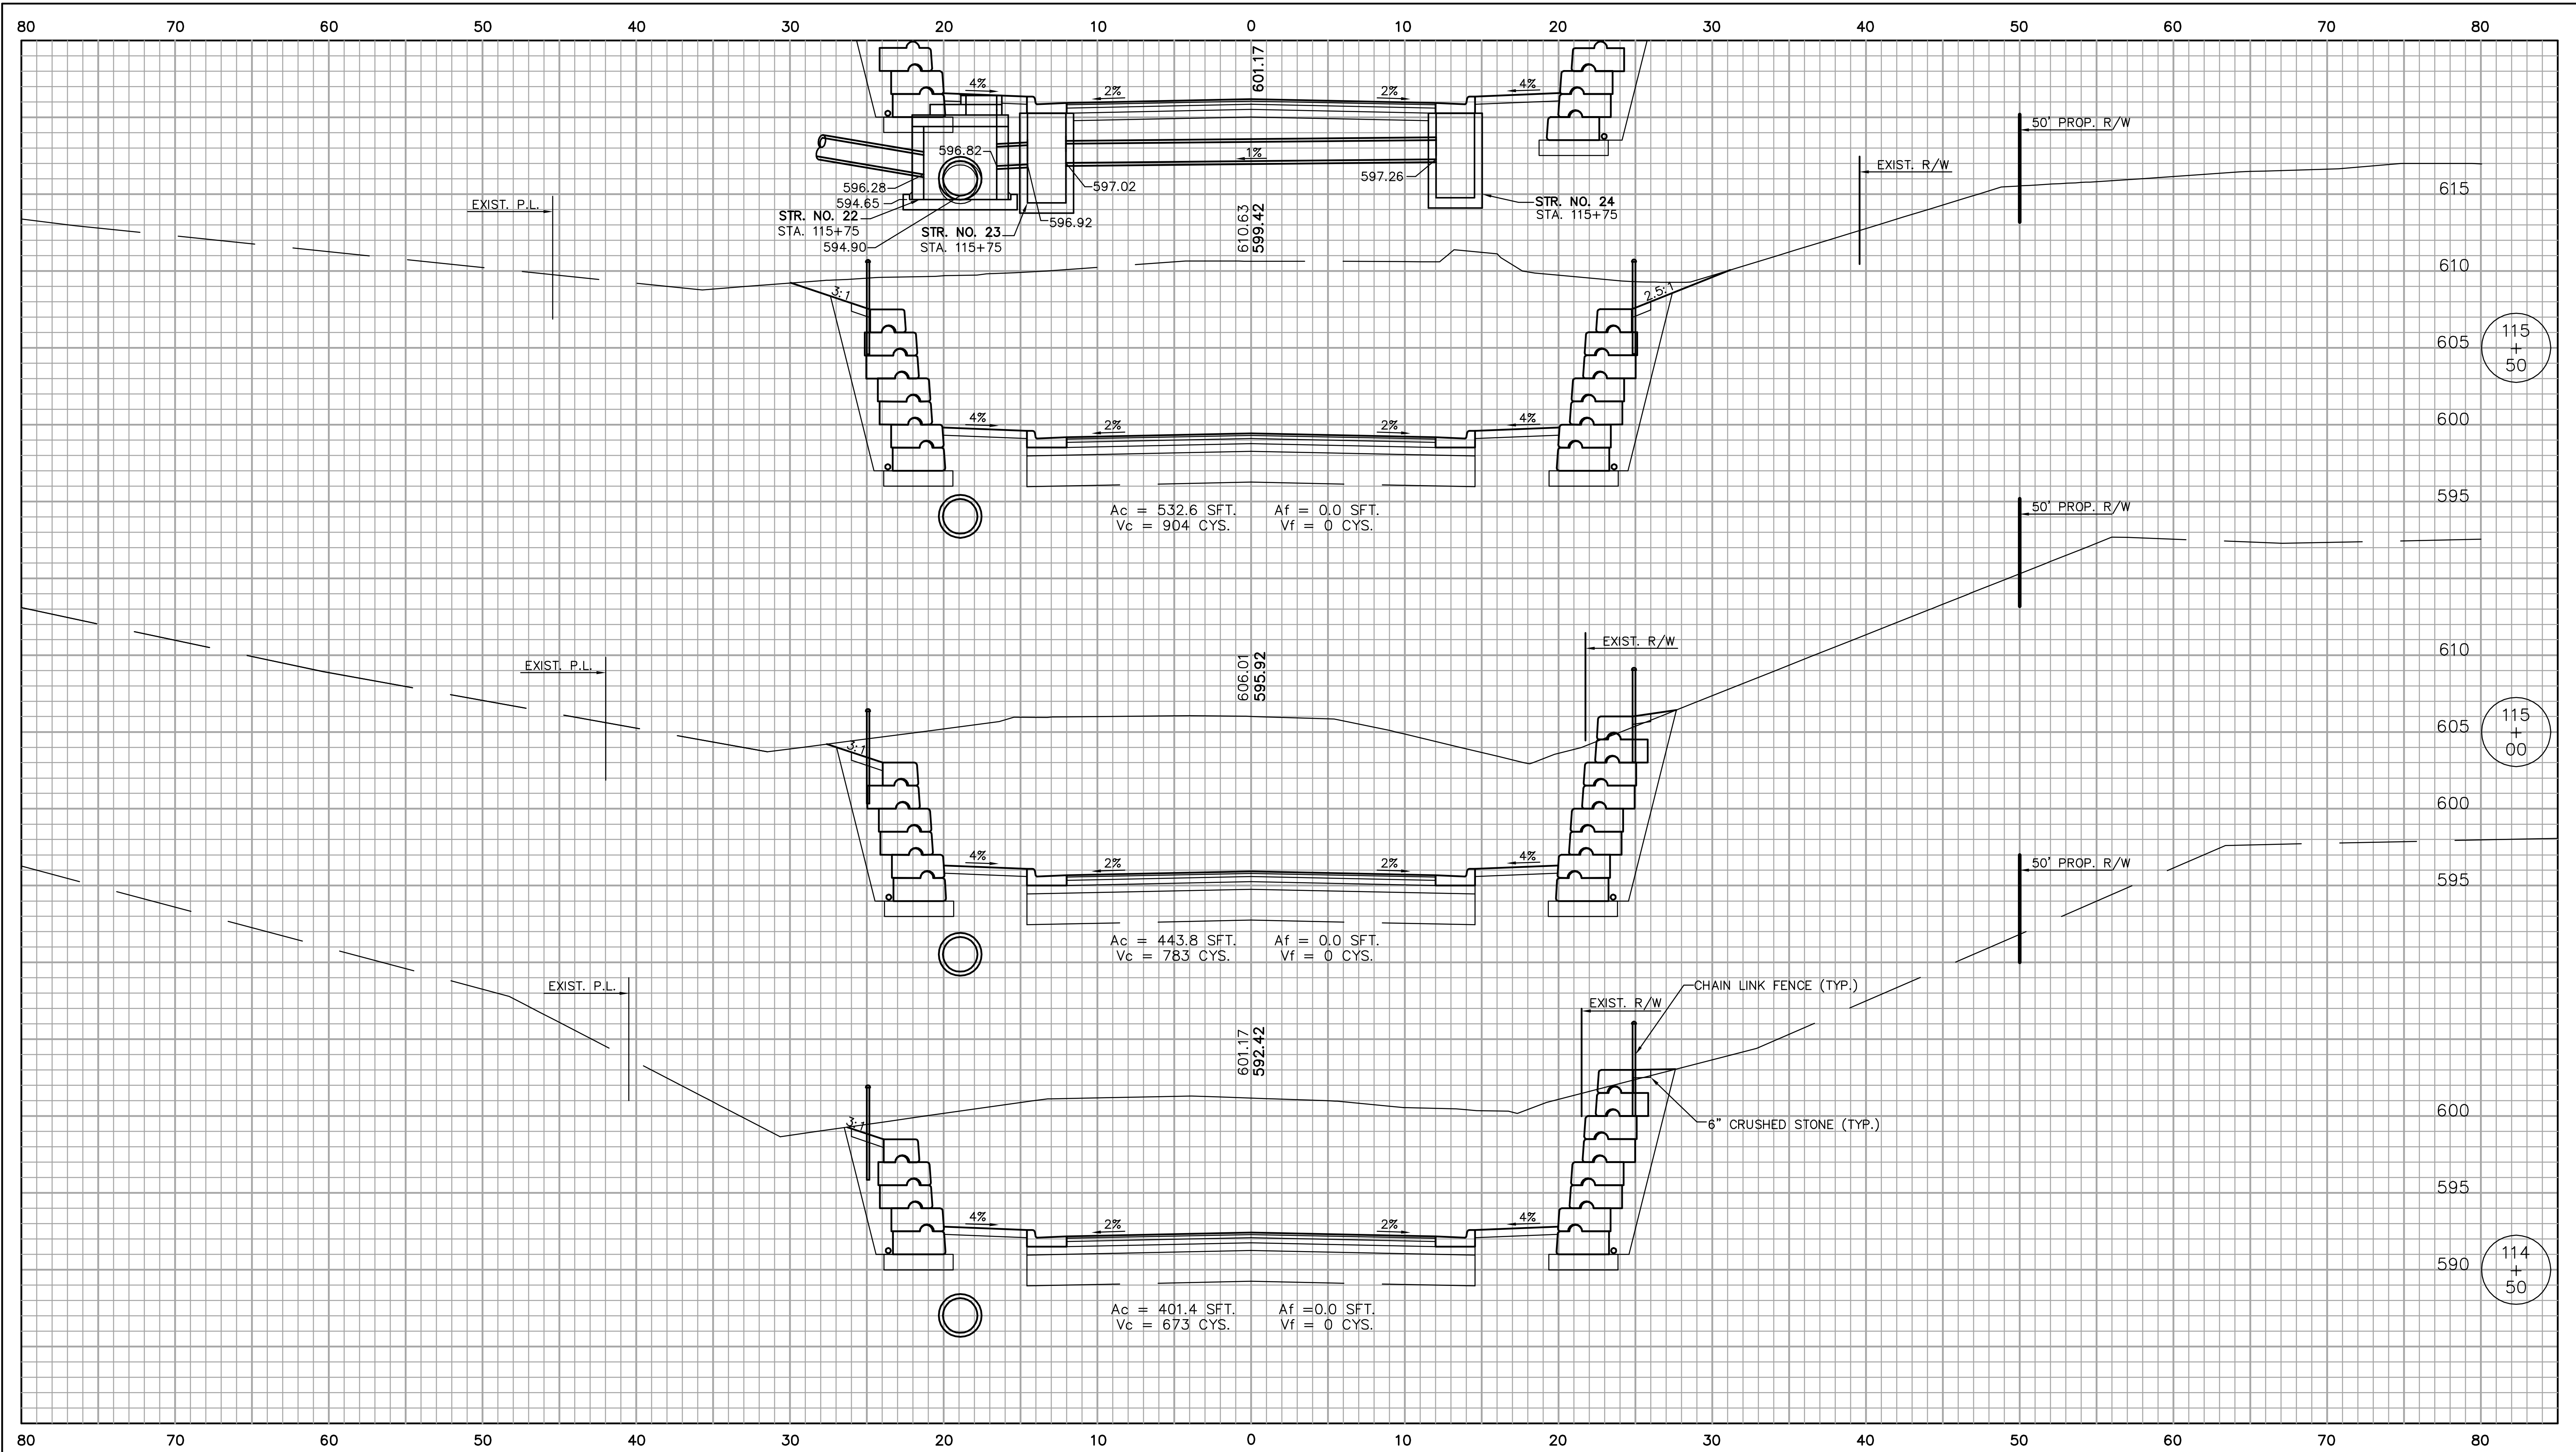 80 70 60 50 40 30 20 10 0 10 20 30 40 50 60 70 80
601.17
4% 2% 2% 4%
50' PROP. R/W
596.82
1%
EXIST. R/W
597.26
597.02
596.28
615
594.65
EXIST. P.L.
STR. NO. 22
STA. 115+75
594.90
STR. NO. 23
STA. 115+75
596.92
STR. NO. 24
STA. 115+75
610.63
599.42
610
3:1
2.5:1
605
115
+
50
600
4% 2% 2% 4%
595
Ac = 532.6 SFT. Af = 0.0 SFT.
Vc = 904 CYS. Vf = 0 CYS.
50' PROP. R/W
EXIST. R/W
610
EXIST. P.L.
606.01
595.92
605
115
+
00
3:1
600
4% 2% 2% 4%
50' PROP. R/W
595
Ac = 443.8 SFT. Af = 0.0 SFT.
Vc = 783 CYS. Vf = 0 CYS.
EXIST. P.L.
CHAIN LINK FENCE (TYP.)
EXIST. R/W
601.17
592.42
600
3:1
6" CRUSHED STONE (TYP.)
595
4% 2% 2% 4%
590
114
+
50
Ac = 401.4 SFT. Af =0.0 SFT.
Vc = 673 CYS. Vf = 0 CYS.
80 70 60 50 40 30 20 10 0 10 20 30 40 50 60 70 80